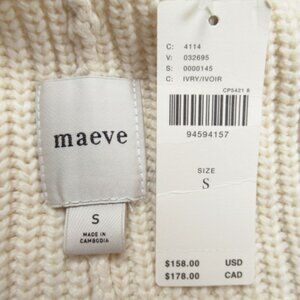 maeve
S
MADE IN
CAMBODIA
C: 4114
V: 032695
S: 0000145
C: IVRY/IVOIR
CP5421 8
94594157
SIZE
S
$158.00 USD
$178.00 CAD